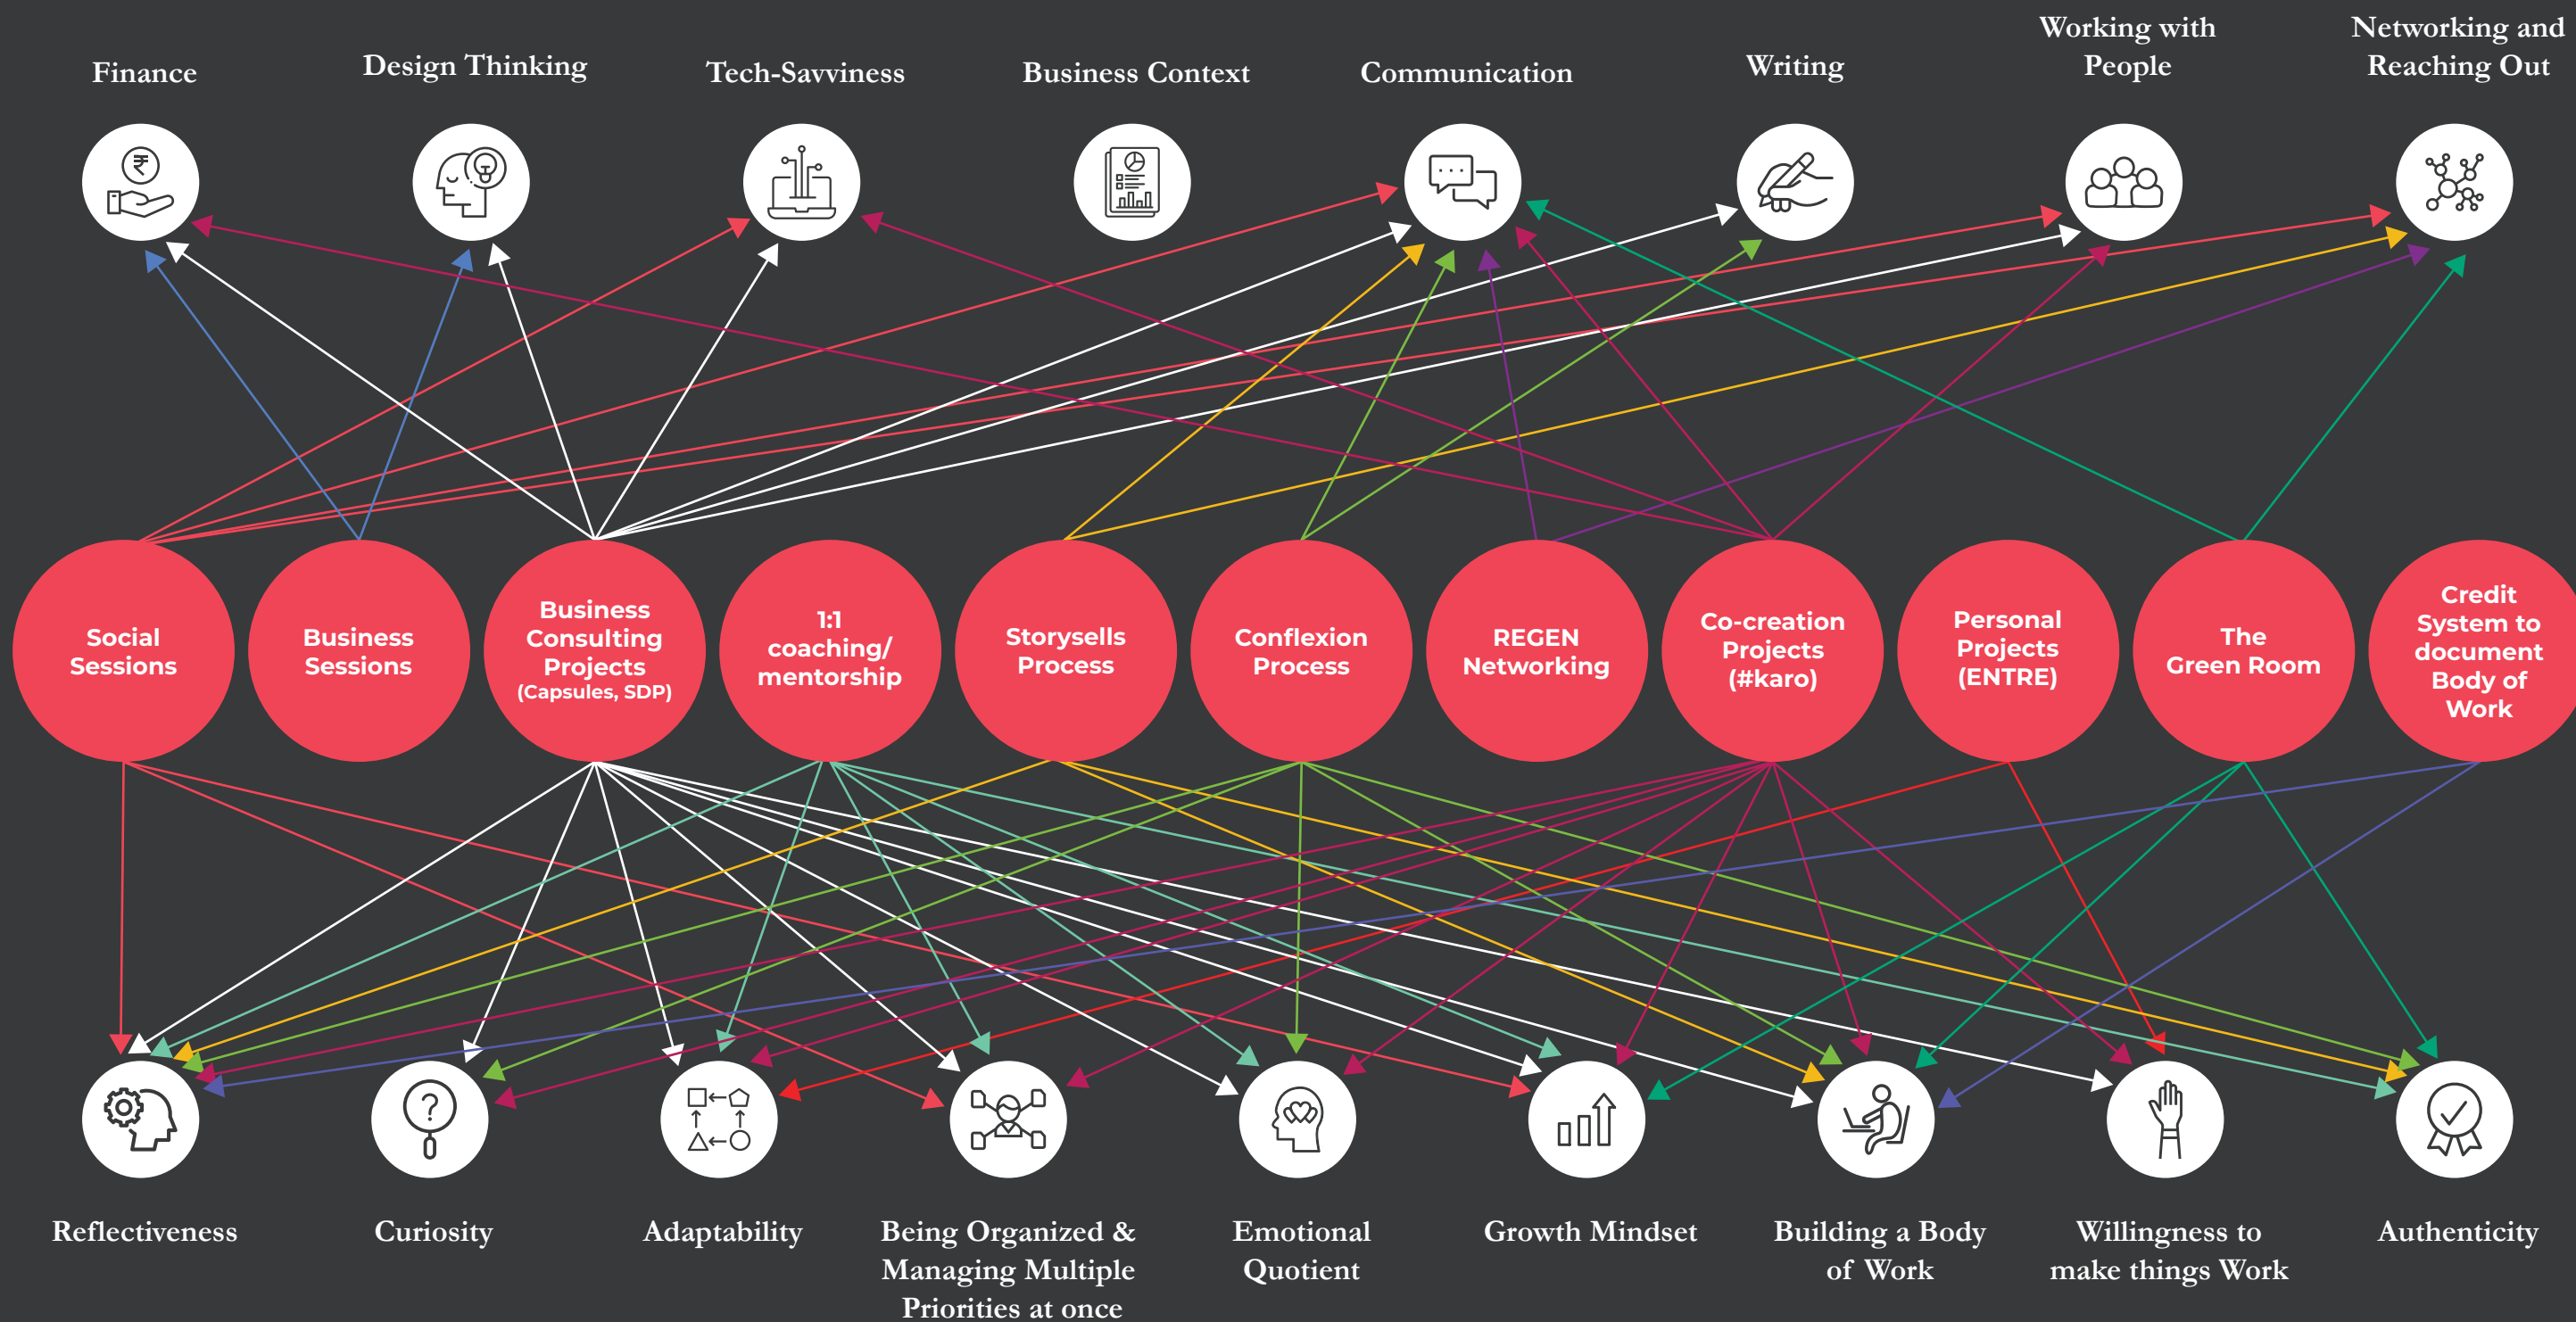 Finance
Design Thinking
Tech-Savviness
Business Context
Communication
Writing
Working with
People
Networking and
Reaching Out
₹
?
Social
Sessions
Business
Sessions
Business
Consulting
Projects
(Capsules, SDP)
1:1
coaching/
mentorship
Storysells
Process
Conflexion
Process
REGEN
Networking
Co-creation
Projects
(#karo)
Personal
Projects
(ENTRE)
The
Green Room
Credit
System to
document
Body of
Work
Reflectiveness
Curiosity
Adaptability
Being Organized &
Managing Multiple
Priorities at once
Emotional
Quotient
Growth Mindset
Building a Body
of Work
Willingness to
make things Work
Authenticity